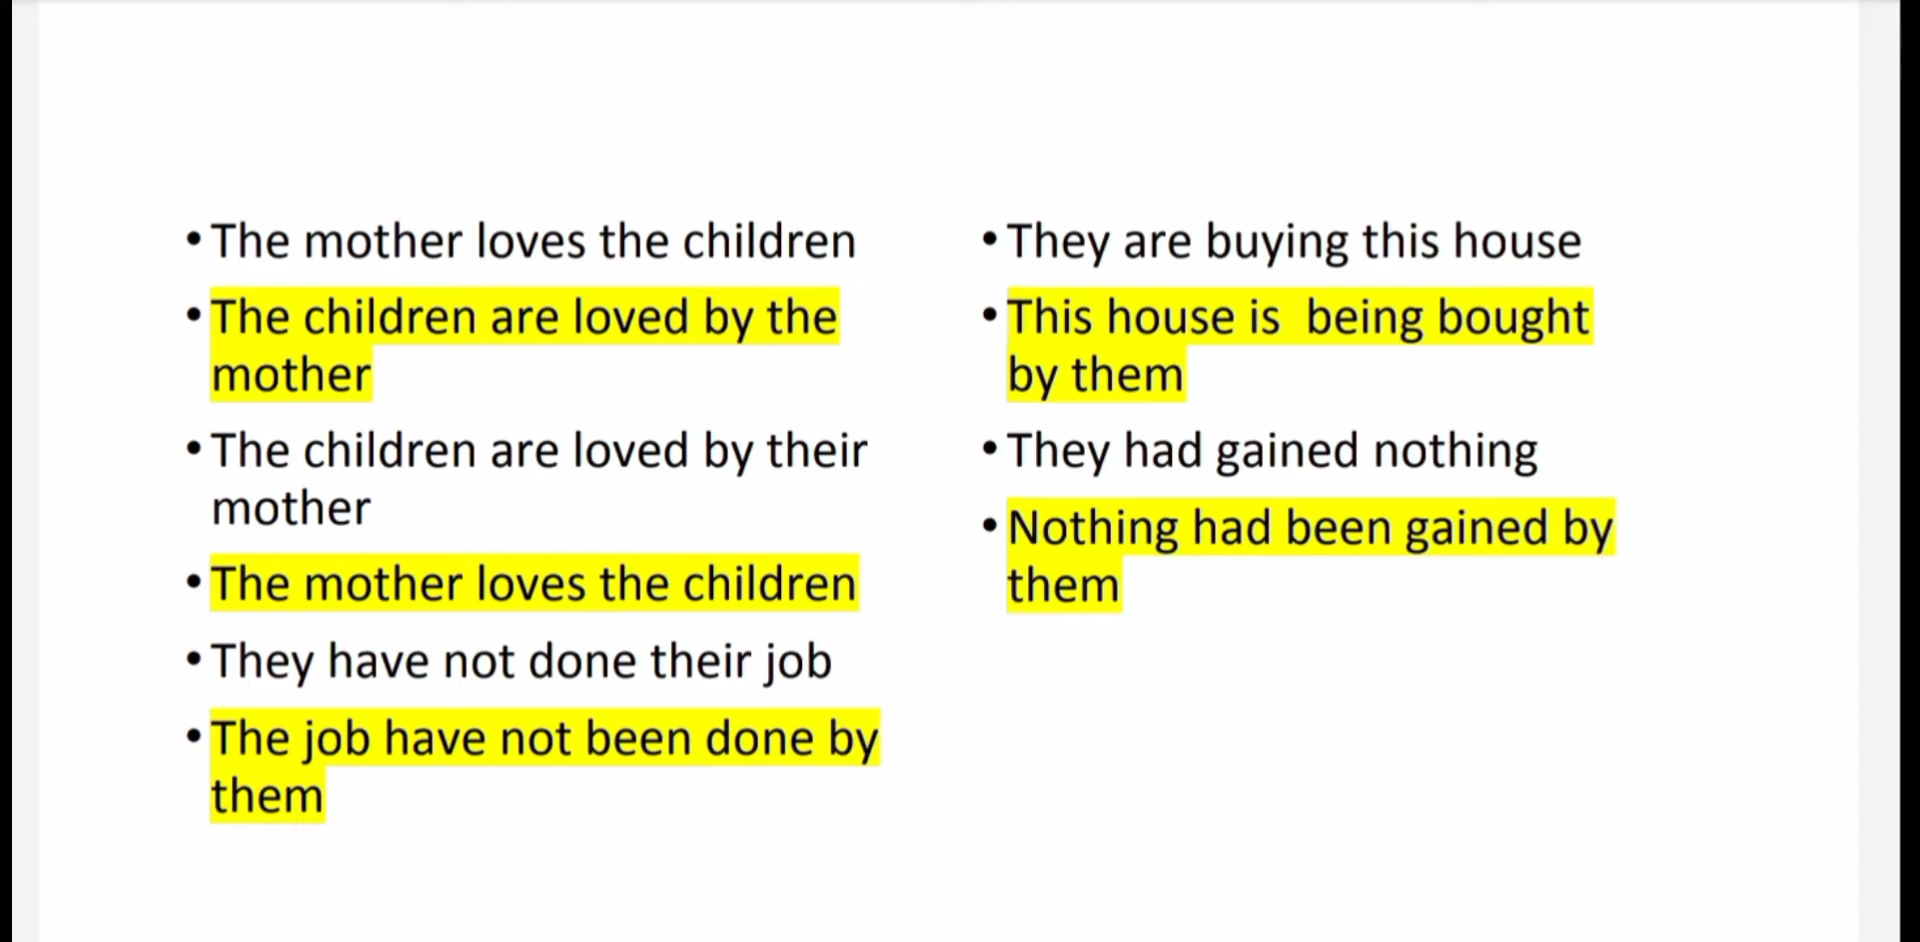 • The mother loves the children
• The children are loved by the
mother
• The children are loved by their
mother
• The mother loves the children
• They have not done their job
• The job have not been done by
them
• They are buying this house
• This house is  being bought
by them
• They had gained nothing
• Nothing had been gained by
them